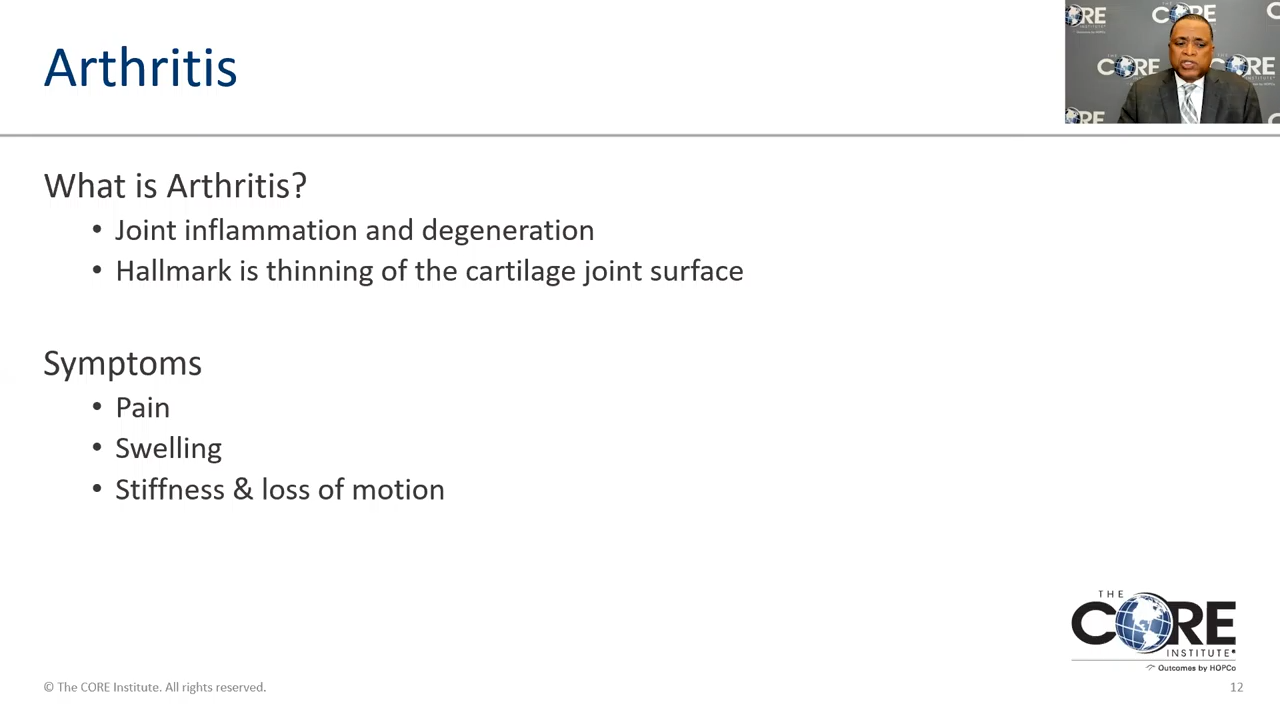 Arthritis
What is Arthritis?
• Joint inflammation and degeneration
• Hallmark is thinning of the cartilage joint surface
Symptoms
• Pain
• Swelling
• Stiffness & loss of motion
THE
CORE
INSTITUTE
Outcomes by HOPCo
© The CORE Institute. All rights reserved.
12